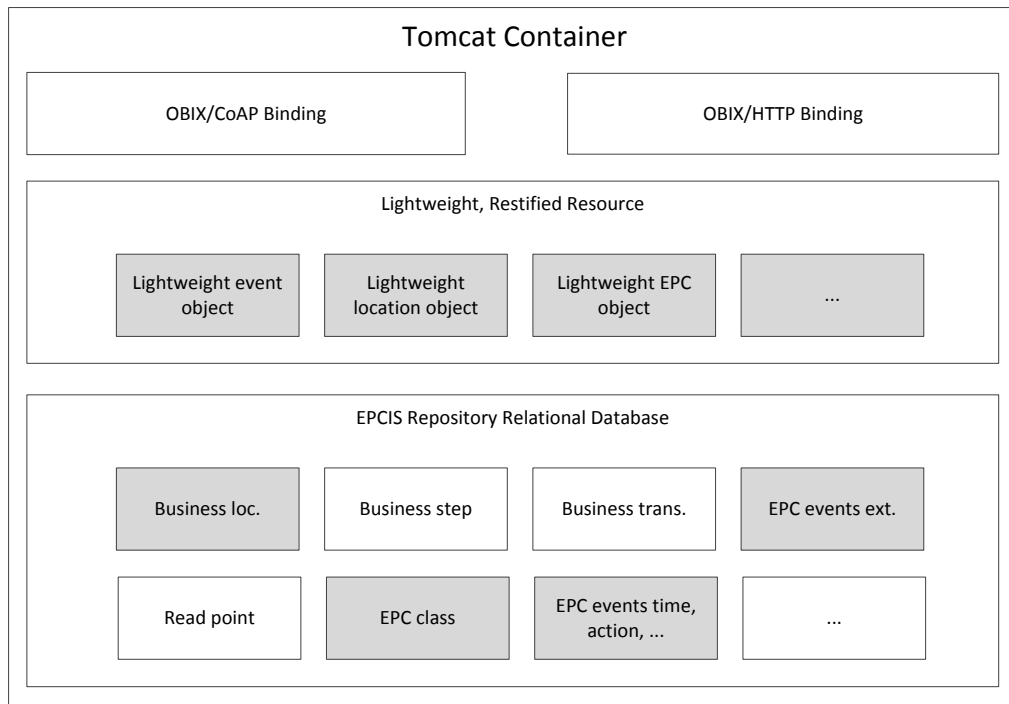 Tomcat Container
OBIX/CoAP Binding
OBIX/HTTP Binding
Lightweight, Restified Resource
Lightweight event
object
Lightweight
location object
Lightweight EPC
object
...
EPCIS Repository Relational Database
Business loc.
Business step
Business trans.
EPC events ext.
Read point
EPC class
EPC events time,
action, ...
...